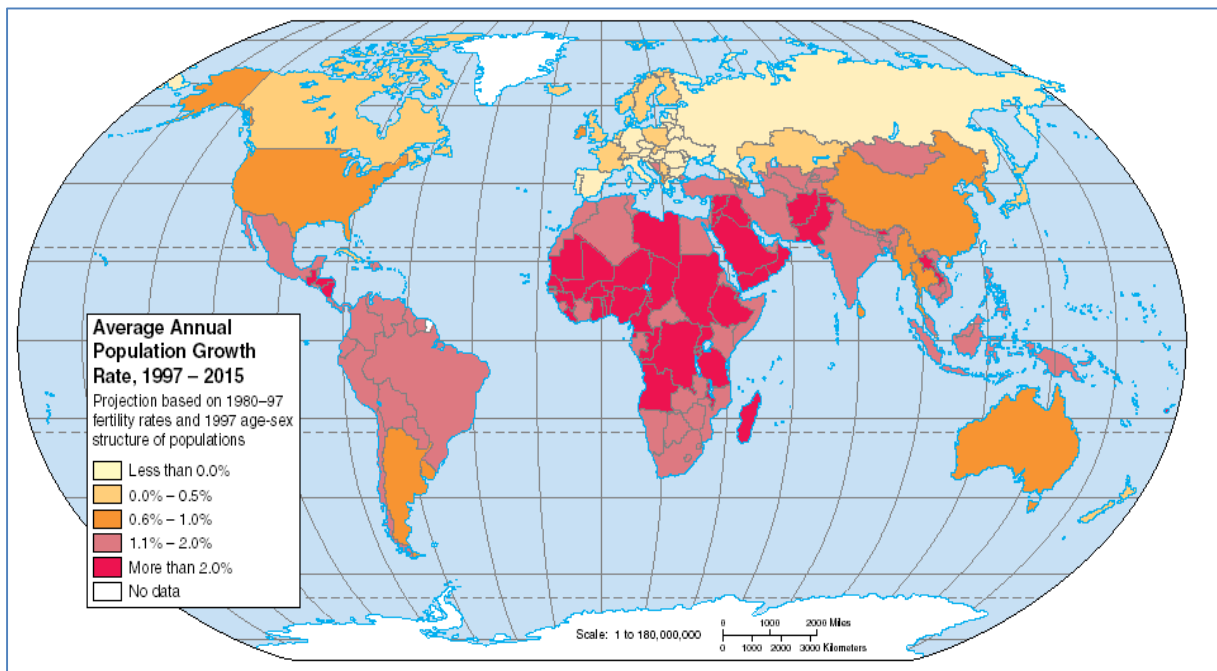 Average Annual
Population Growth
Rate, 1997 – 2015
Projection based on 1980–97
fertility rates and 1997 age-sex
structure of populations
Less than 0.0%
0.0% – 0.5%
0.6% – 1.0%
1.1% – 2.0%
More than 2.0%
No data
Scale: 1 to 180,000,000
0 1000 2000 Miles
0 1000 2000 3000 Kilometers